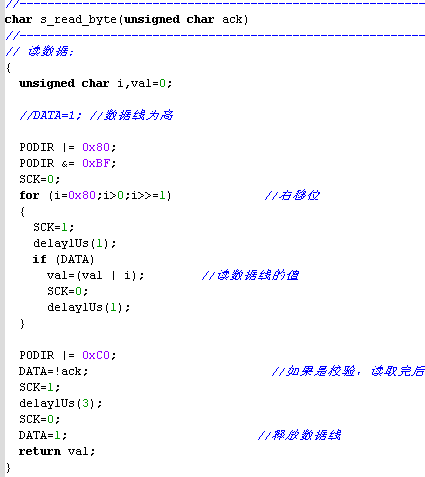 //----------------------------------------------------------
char s_read_byte(unsigned char ack)
//----------------------------------------------------------
// 读数据;
{
unsigned char i,val=0;
//DATA=1; //数据线为高
PODIR |= 0x80;
PODIR &= 0xBF;
SCK=0;
for (i=0x80;i>0;i>>=1) //右移位
{
SCK=1;
delay1Us(1);
if (DATA)
val=(val | i); //读数据线的值
SCK=0;
delay1Us(1);
}
PODIR |= 0xC0;
DATA=!ack; //如果是校验，读取完后
SCK=1;
delay1Us(3);
SCK=0;
DATA=1; //释放数据线
return val;
}